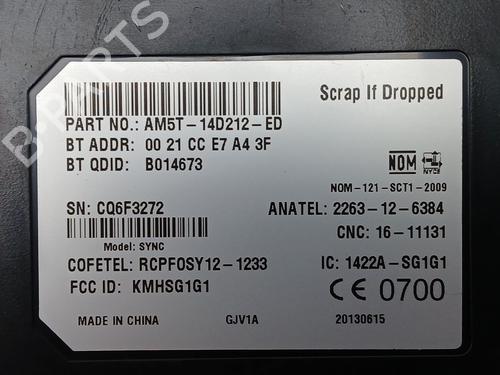 Scrap If Dropped
PART NO.: AM5T-14D212-ED
BT ADDR: 00 21 CC E7 A4 3F
BT QDID: B014673
NOM NYCE
NOM-121-SCT1-2009
SN: CQ6F3272
ANATEL: 2263-12-6384
Model: SYNC
CNC: 16-11131
COFETEL: RCPFOSY12-1233
IC: 1422A-SG1G1
FCC ID: KMHSG1G1
CE 0700
MADE IN CHINA GJV1A 20130615
B-PARTS